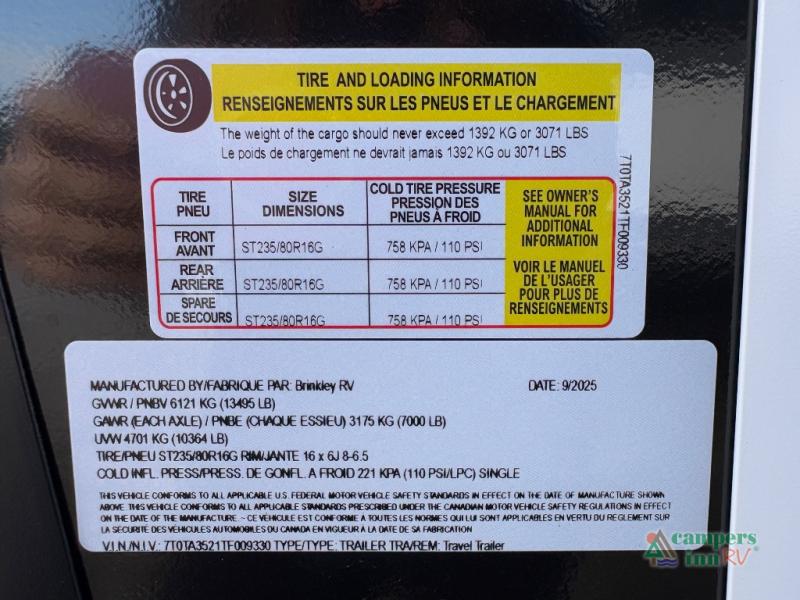 TIRE AND LOADING INFORMATION
RENSEIGNEMENTS SUR LES PNEUS ET LE CHARGEMENT
The weight of the cargo should never exceed 1392 KG or 3071 LBS
Le poids de chargement ne devrait jamais 1392 KG ou 3071 LBS
TIRE PNEU SIZE DIMENSIONS COLD TIRE PRESSURE PRESSION DES PNEUS À FROID
FRONT AVANT ST235/80R16G 758 KPA / 110 PSI
REAR ARRIÈRE ST235/80R16G 758 KPA / 110 PSI
SPARE DE SECOURS ST235/80R16G 758 KPA / 110 PSI
SEE OWNER'S
MANUAL FOR
ADDITIONAL
INFORMATION
VOIR LE MANUEL
DE L'USAGER
POUR PLUS DE
RENSEIGNEMENTS
7T0TA3521TF009330
MANUFACTURED BY/FABRIQUE PAR: Brinkley RV DATE: 9/2025
GVWR / PNBV 6121 KG (13495 LB)
GAWR (EACH AXLE) / PNBE (CHAQUE ESSIEU) 3175 KG (7000 LB)
UVW 4701 KG (10364 LB)
TIRE/PNEU ST235/80R16G RIM/JANTE 16 x 6J 8-6.5
COLD INFL. PRESS/PRESS. DE GONFL. A FROID 221 KPA (110 PSI/LPC) SINGLE
THIS VEHICLE CONFORMS TO ALL APPLICABLE U.S. FEDERAL MOTOR VEHICLE SAFETY STANDARDS IN EFFECT ON THE DATE OF MANUFACTURE SHOWN
ABOVE. THIS VEHICLE CONFORMS TO ALL APPLICABLE STANDARDS PRESCRIBED UNDER THE CANADIAN MOTOR VEHICLE SAFETY REGULATIONS IN EFFECT
ON THE DATE OF MANUFACTURE. ~ CE VÉHICULE EST CONFORME A TOUTES LES NORMES QUI LUI SONT APPLICABLES EN VERTU DU REGLEMENT SUR
LA SÉCURITÉ DES VÉHICULES AUTOMOBILES DU CANADA EN VIGUEUR A LA DATE DE SA FABRICATION
V.I.N./N.I.V.: 7T0TA3521TF009330 TYPE/TYPE: TRAILER TRA/REM: Travel Trailer
campers
inn RV